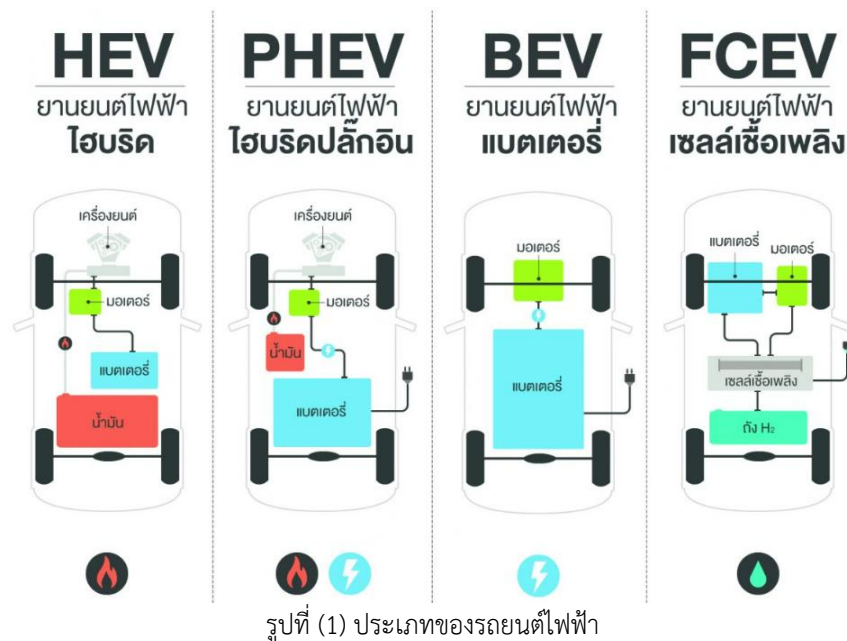 HEV
ยานยนต์ไฟฟ้า
ไฮบริด
เครื่องยนต์
มอเตอร์
แบตเตอรี่
น้ำมัน
PHEV
ยานยนต์ไฟฟ้า
ไฮบริดปลั๊กอิน
เครื่องยนต์
มอเตอร์
น้ำมัน
แบตเตอรี่
BEV
ยานยนต์ไฟฟ้า
แบตเตอรี่
มอเตอร์
แบตเตอรี่
FCEV
ยานยนต์ไฟฟ้า
เซลล์เชื้อเพลิง
แบตเตอรี่
มอเตอร์
เซลล์เชื้อเพลิง
ถัง H₂
รูปที่ (1) ประเภทของรถยนต์ไฟฟ้า